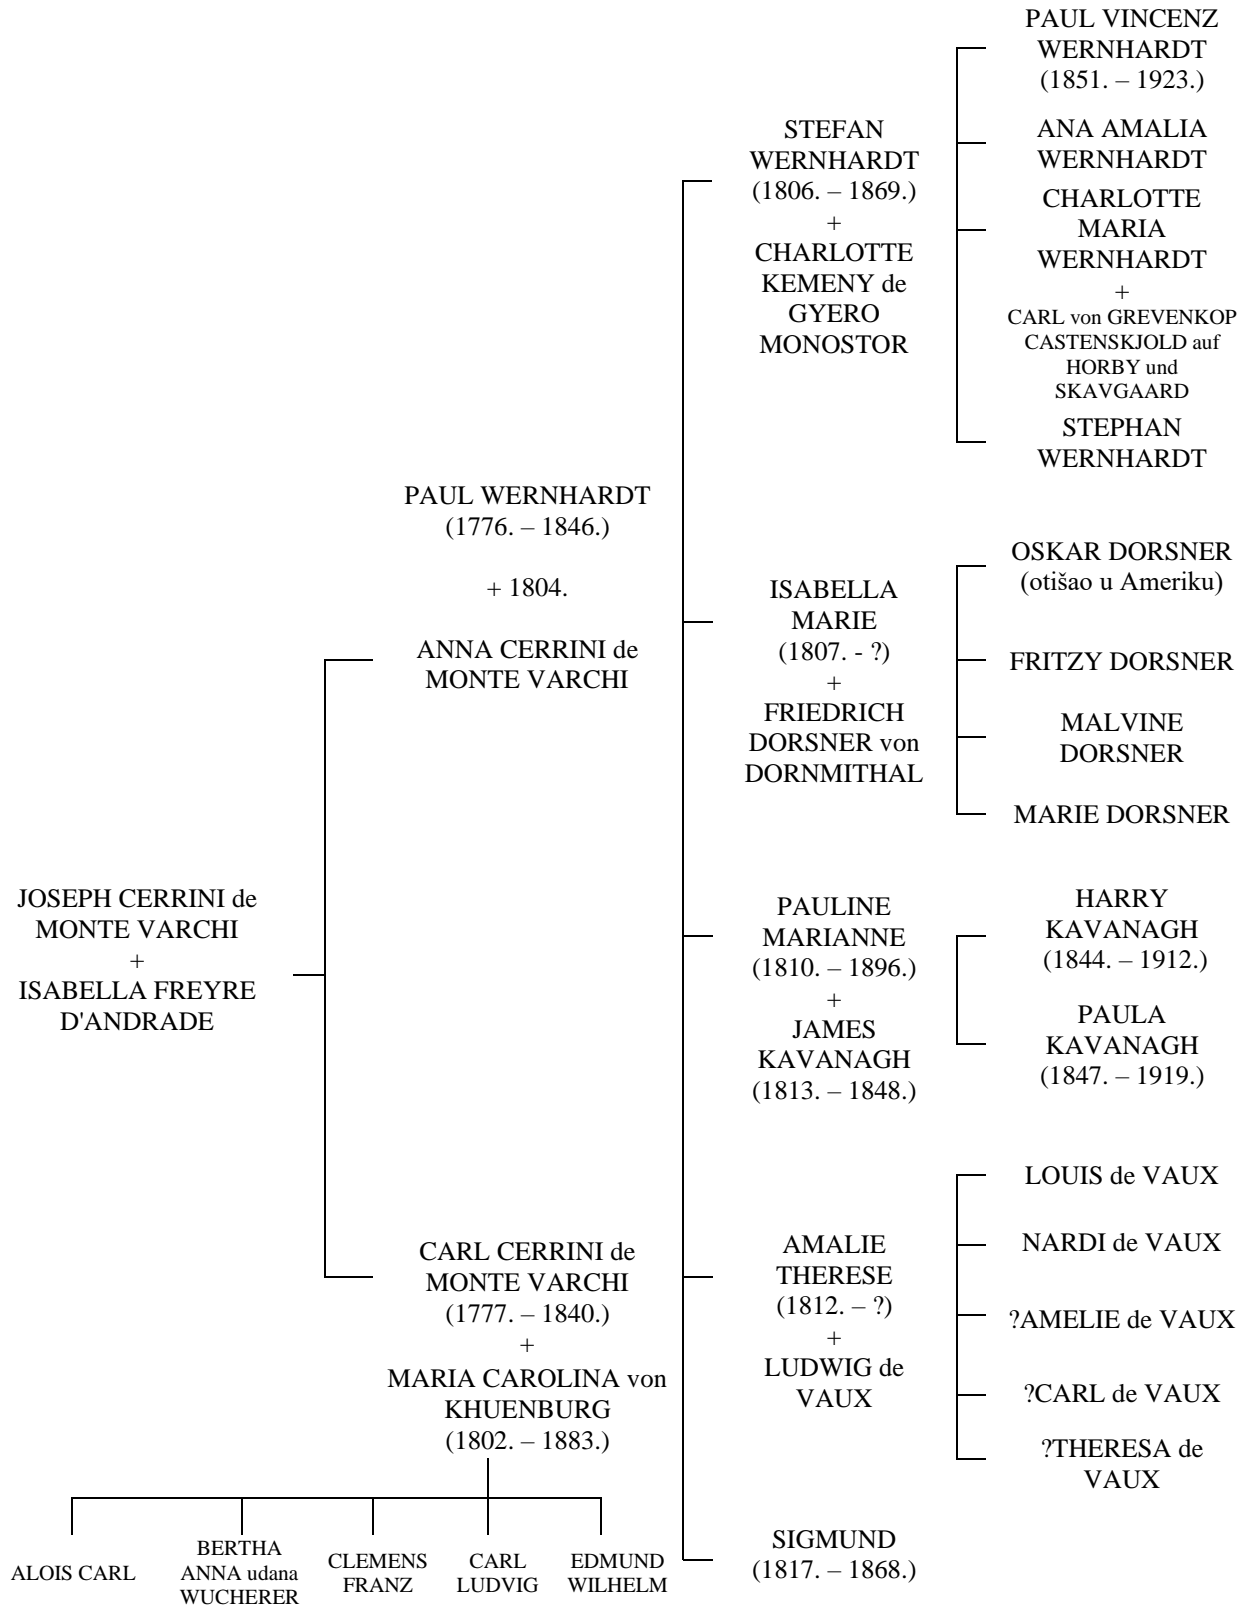 JOSEPH CERRINI de
MONTE VARCHI
+
ISABELLA FREYRE
D'ANDRADE
PAUL WERNHARDT
(1776. – 1846.)
+ 1804.
ANNA CERRINI de
MONTE VARCHI
CARL CERRINI de
MONTE VARCHI
(1777. – 1840.)
+
MARIA CAROLINA von
KHUENBURG
(1802. – 1883.)
ALOIS CARL
BERTHA
ANNA udana
WUCHERER
CLEMENS
FRANZ
CARL
LUDVIG
EDMUND
WILHELM
STEFAN
WERNHARDT
(1806. – 1869.)
+
CHARLOTTE
KEMENY de
GYERO
MONOSTOR
ISABELLA
MARIE
(1807. - ?)
+
FRIEDRICH
DORSNER von
DORNMITHAL
PAULINE
MARIANNE
(1810. – 1896.)
+
JAMES
KAVANAGH
(1813. – 1848.)
AMALIE
THERESE
(1812. – ?)
+
LUDWIG de
VAUX
SIGMUND
(1817. – 1868.)
PAUL VINCENZ
WERNHARDT
(1851. – 1923.)
ANA AMALIA
WERNHARDT
CHARLOTTE
MARIA
WERNHARDT
+
CARL von GREVENKOP
CASTENSKJOLD auf
HORBY und
SKAVGAARD
STEPHAN
WERNHARDT
OSKAR DORSNER
(otišao u Ameriku)
FRITZY DORSNER
MALVINE
DORSNER
MARIE DORSNER
HARRY
KAVANAGH
(1844. – 1912.)
PAULA
KAVANAGH
(1847. – 1919.)
LOUIS de VAUX
NARDI de VAUX
?AMELIE de VAUX
?CARL de VAUX
?THERESA de
VAUX